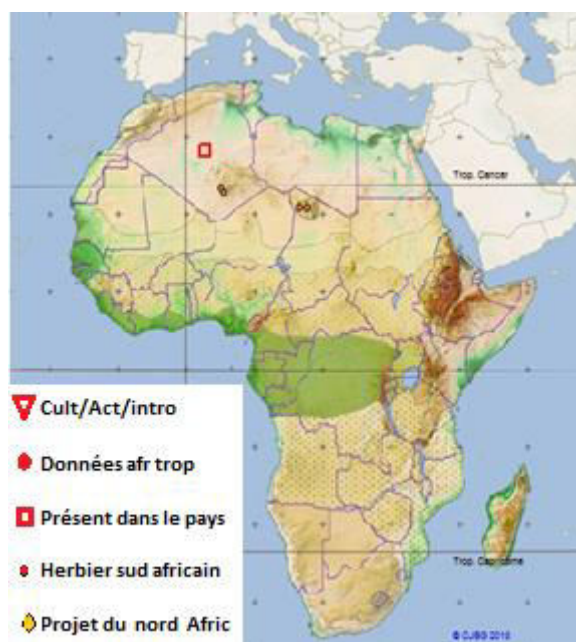 Trop. Cancer
Cult/Act/intro
Données afr trop
Présent dans le pays
Herbier sud africain
Projet du nord Afric
Trop. Capricorne
© CJBG 2018